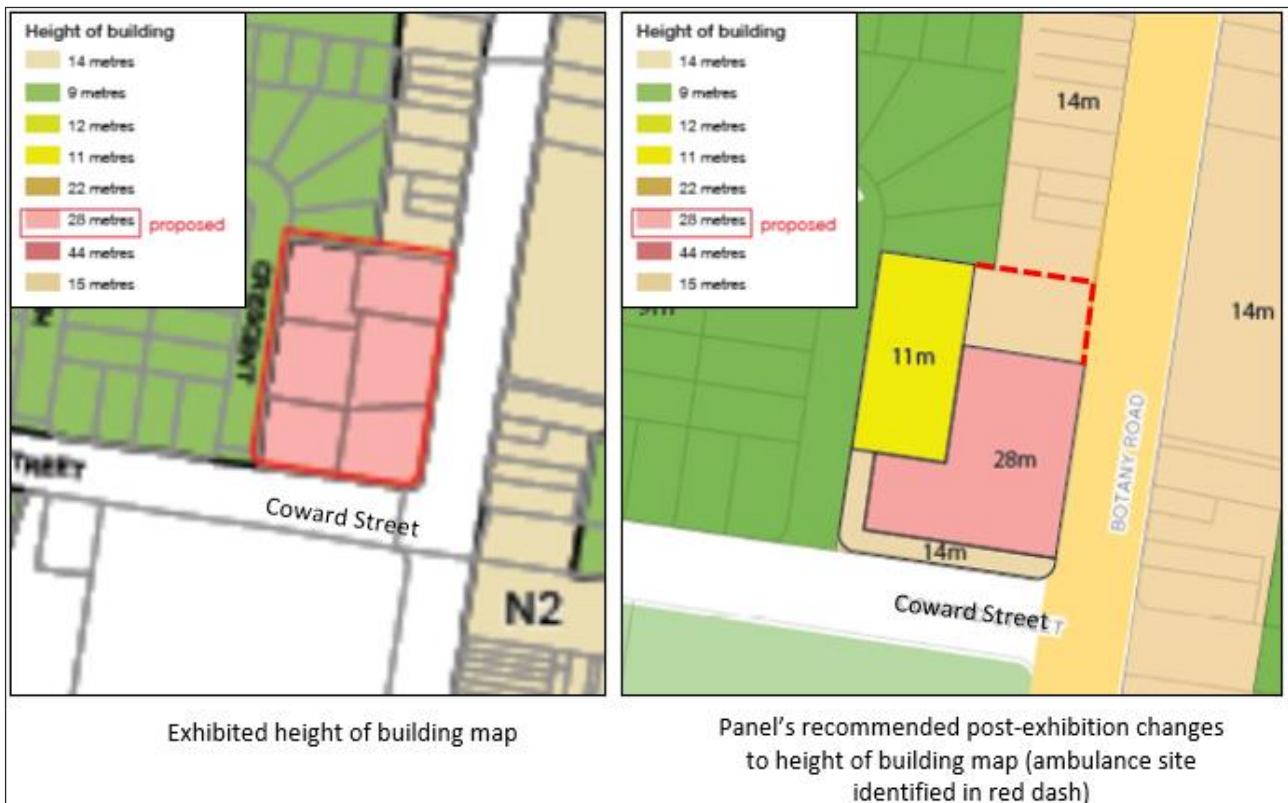 Height of building
14 metres
9 metres
12 metres
11 metres
22 metres
28 metres proposed
44 metres
15 metres
CRESCENT
Coward Street
N2
Exhibited height of building map
Height of building
14 metres
9 metres
12 metres
11 metres
22 metres
28 metres proposed
44 metres
15 metres
14m
9m
14m
11m
28m
BOTANY ROAD
14m
Coward Street
Panel's recommended post-exhibition changes
to height of building map (ambulance site
identified in red dash)